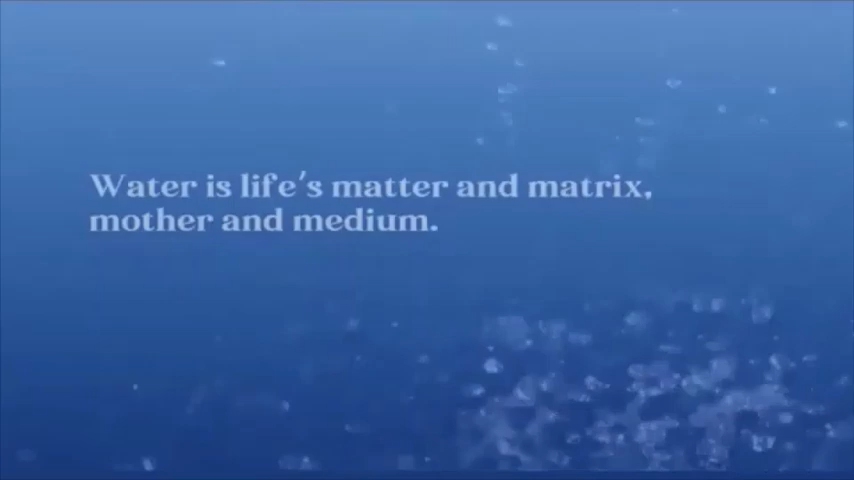 Water is life's matter and matrix,
mother and medium.